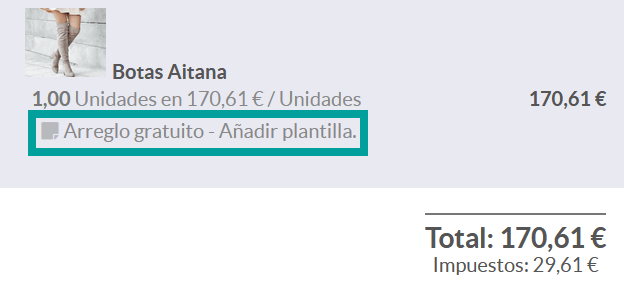 Botas Aitana
1,00 Unidades en 170,61 € / Unidades 170,61 €
Arreglo gratuito - Añadir plantilla.
Total: 170,61 €
Impuestos: 29,61 €